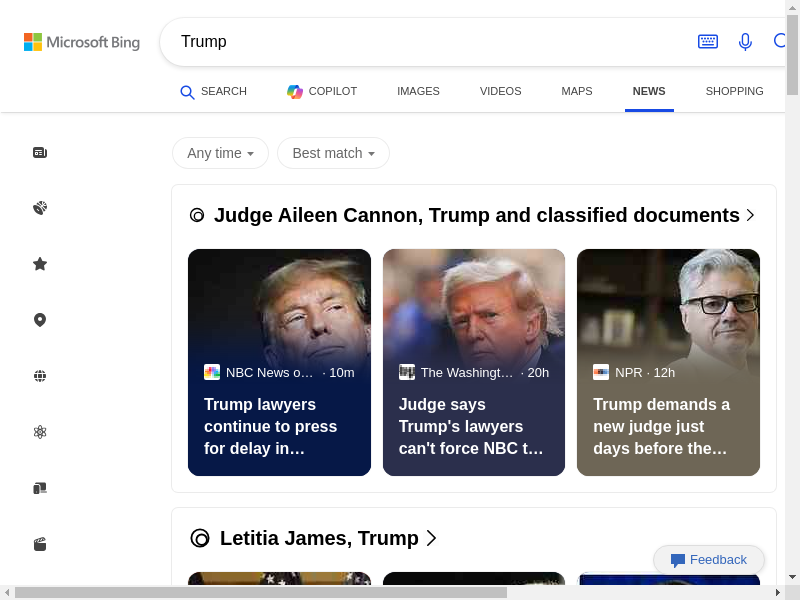 Microsoft Bing
Trump
SEARCH
COPILOT
IMAGES
VIDEOS
MAPS
NEWS
SHOPPING
Any time
Best match
Judge Aileen Cannon, Trump and classified documents
NBC News o… · 10m
Trump lawyers
continue to press
for delay in…
The Washingt… · 20h
Judge says
Trump's lawyers
can't force NBC t…
NPR · 12h
Trump demands a
new judge just
days before the…
Letitia James, Trump
Feedback